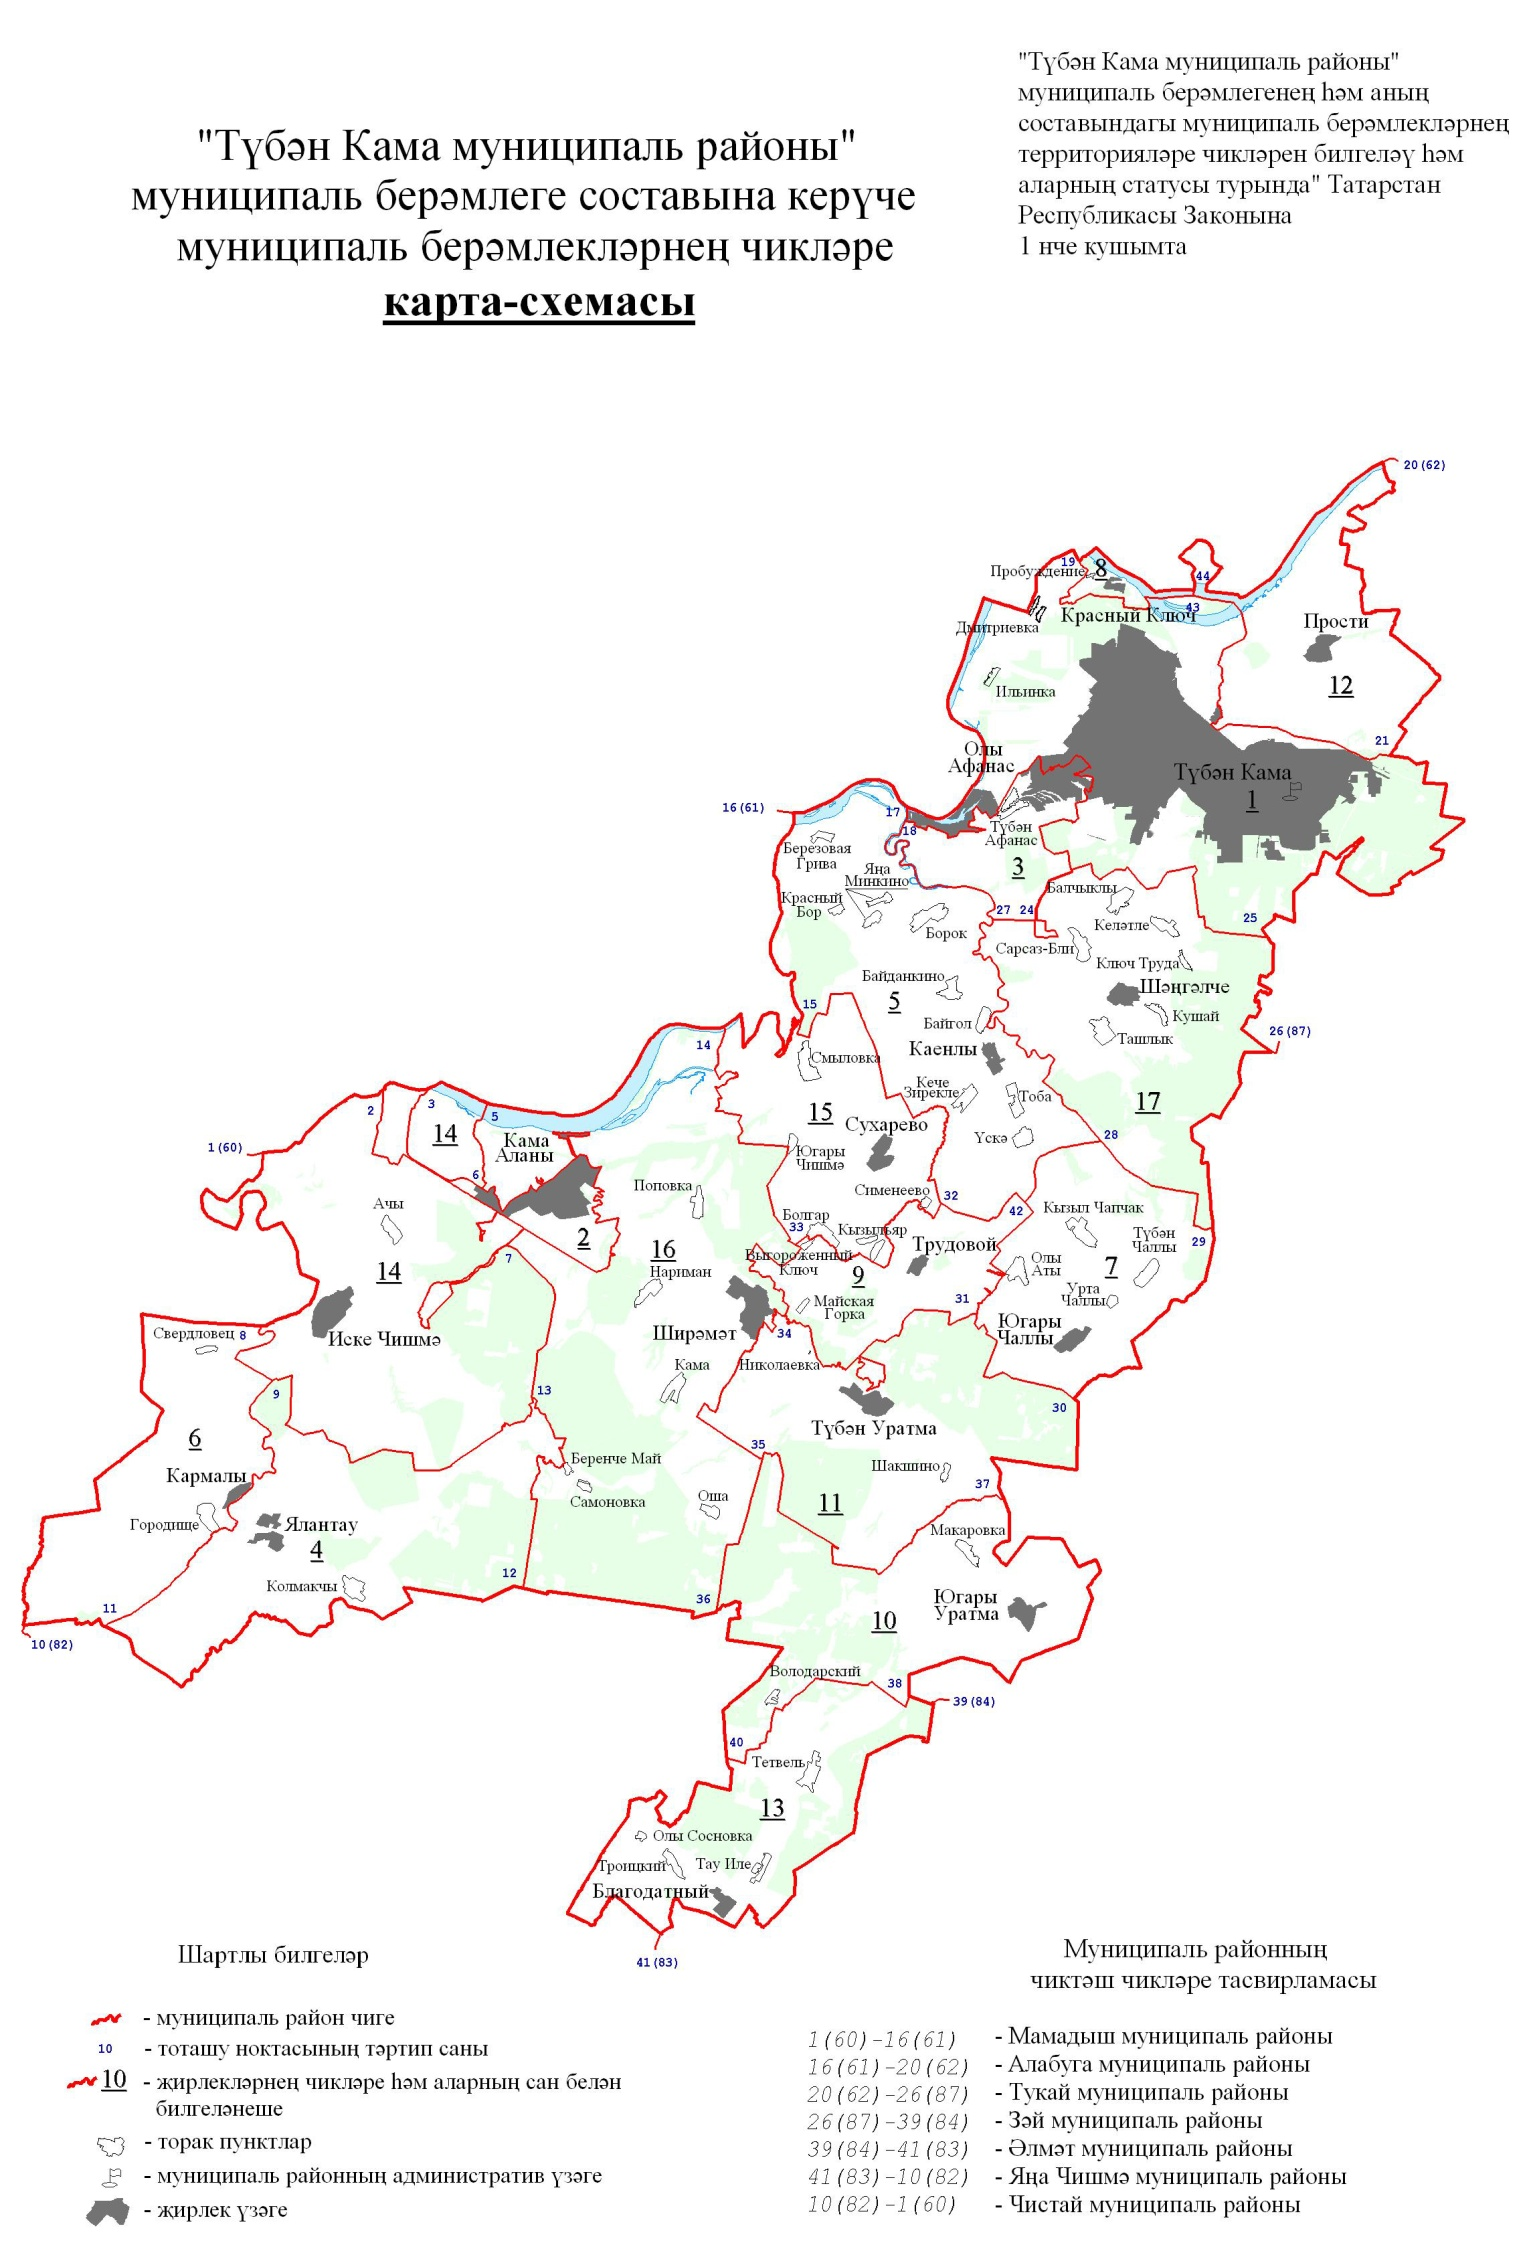 "Түбән Кама муниципаль районы"
муниципаль берәмлегенең һәм аның
составындагы муниципаль берәмлекләрнең
территорияләре чикләрен билгеләү һәм
аларның статусы турында" Татарстан
Республикасы Законына
1 нче кушымта
"Түбән Кама муниципаль районы"
муниципаль берәмлеге составына керүче
муниципаль берәмлекләрнең чикләре
карта-схемасы
20 (62)
19
8
Пробуждение
44
43
Красный Ключ
Дмитриевка
Прости
12
Ильинка
21
Олы
Афанас
Түбән Кама
1
16 (61)
17
18
Түбән
Афанас
3
Березовая
Грива
Яңа
Минкино
Красный
Бор
Борок
27
24
25
Балчыклы
Келәтле
Сарсаз-Бли
Ключ Труда
Шәңгәлче
Кушай
Ташлык
26 (87)
Байданкино
5
15
Байгол
Каенлы
14
Смыловка
Кече
Зирекле
Тоба
17
2
3
5
14
15
Сухарево
Үскә
28
1 (60)
Кама
Аланы
6
Югары
Чишмә
Поповка
Сименеево
32
42
Ачы
Болгар
33
Кызыльяр
Кызыл Чапчак
Түбән
Чаллы
29
2
16
7
14
Выгороженный
Ключ
Трудовой
9
Олы
Аты
7
Урта
Чаллы
Нариман
Майская
Горка
31
Югары
Чаллы
Иске Чишмә
Ширәмәт
34
Свердловец
8
Кама
Николаевка
9
13
30
Түбән Уратма
6
35
Кармалы
Беренче Май
Шакшино
37
Самоновка
Оша
11
Городище
Ялантау
4
Макаровка
Колмакчы
12
36
Югары
Уратма
11
10
10 (82)
Володарский
38
39 (84)
40
Тетвель
13
Олы Сосновка
Троицкий
Тау Иле
Благодатный
41 (83)
Шартлы билгеләр
- муниципаль район чиге
10 - тоташу ноктасының тәртип саны
10 - җирлекләрнең чикләре һәм аларның сан белән
билгеләнеше
- торак пунктлар
- муниципаль районның административ үзәге
- җирлек үзәге
Муниципаль районның
чиктәш чикләре тасвирламасы
1(60)-16(61) - Мамадыш муниципаль районы
16(61)-20(62) - Алабуга муниципаль районы
20(62)-26(87) - Тукай муниципаль районы
26(87)-39(84) - Зәй муниципаль районы
39(84)-41(83) - Әлмәт муниципаль районы
41(83)-10(82) - Яңа Чишмә муниципаль районы
10(82)-1(60) - Чистай муниципаль районы